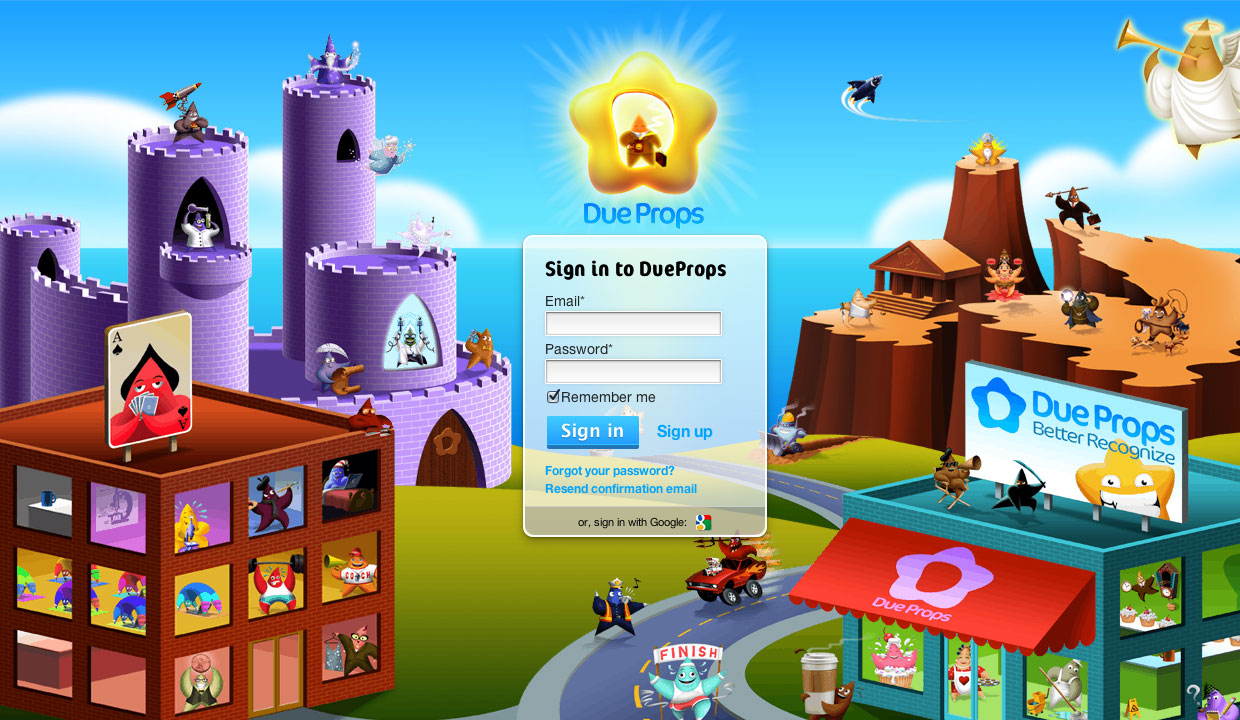 Due Props
Sign in to DueProps
Email*
Password*
Remember me
Sign in
Sign up
Forgot your password?
Resend confirmation email
or, sign in with Google:
A
Due Props
Better Recognize
COACH
Due Props
FINISH
?